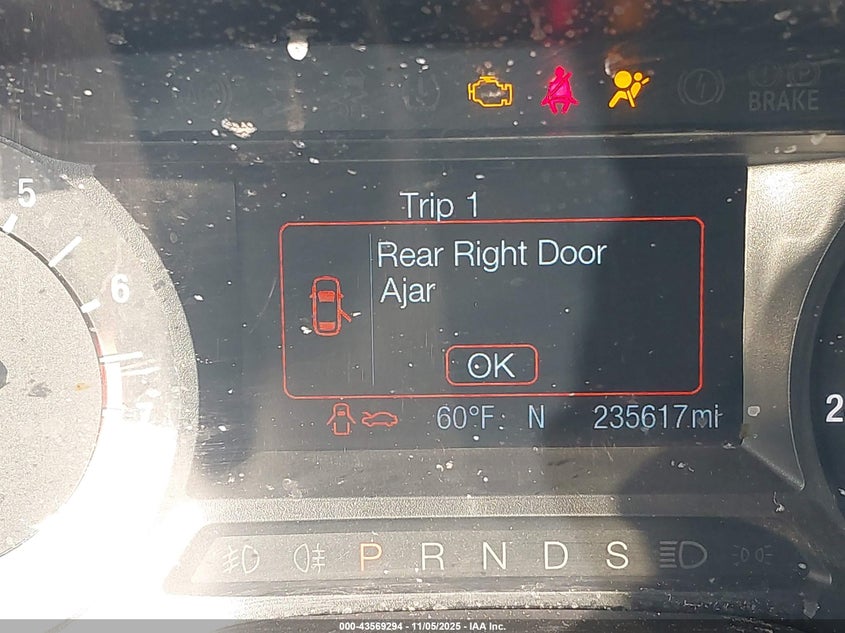 BRAKE
5
Trip 1
Rear Right Door
6
Ajar
OK
60°F N 235617mi
2
P R N D S
000-43569294 - 11/05/2025 - IAA Inc.